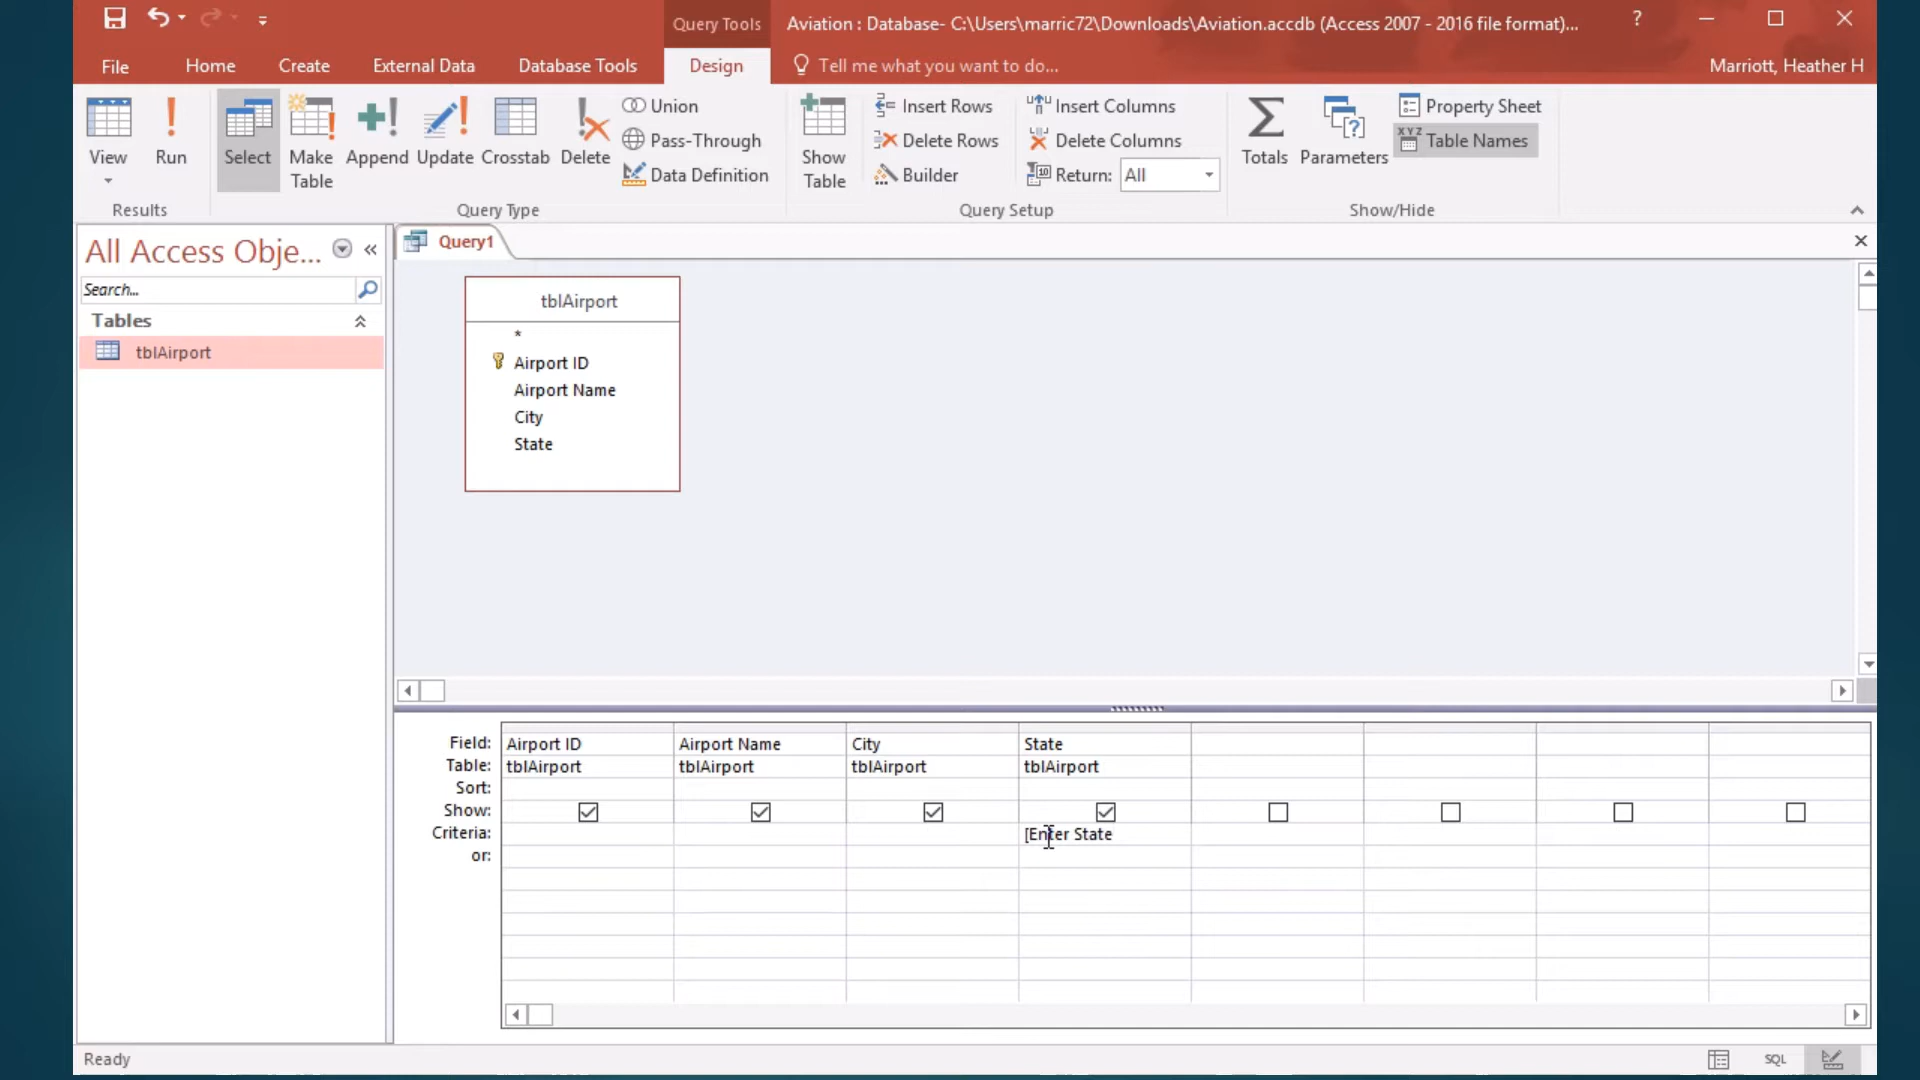 Query Tools
Aviation : Database- C:\Users\marric72\Downloads\Aviation.accdb (Access 2007 - 2016 file format)...
?
File
Home
Create
External Data
Database Tools
Design
Tell me what you want to do...
Marriott, Heather H
View
Run
Select
Make
Table
Append
Update
Crosstab
Delete
Union
Pass-Through
Data Definition
Show
Table
Insert Rows
Delete Rows
Builder
Insert Columns
Delete Columns
Return: All
Totals
Parameters
Property Sheet
Table Names
Results
Query Type
Query Setup
Show/Hide
All Access Obje...
Search...
Tables
tblAirport
Query1
tblAirport
*
Airport ID
Airport Name
City
State
Field: Airport ID Airport Name City State
Table: tblAirport tblAirport tblAirport tblAirport
Sort:
Show:
Criteria: [Enter State
or:
Ready
SQL